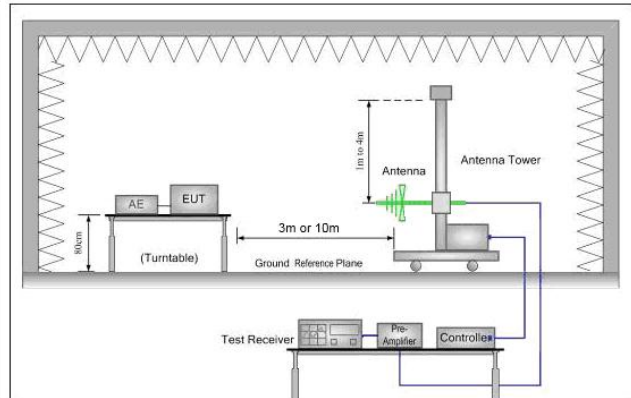 1m to 4m
Antenna
Antenna Tower
AE
EUT
80cm
(Turntable)
3m or 10m
Ground Reference Plane
Test Receiver
Pre-
Amplifier
Controller